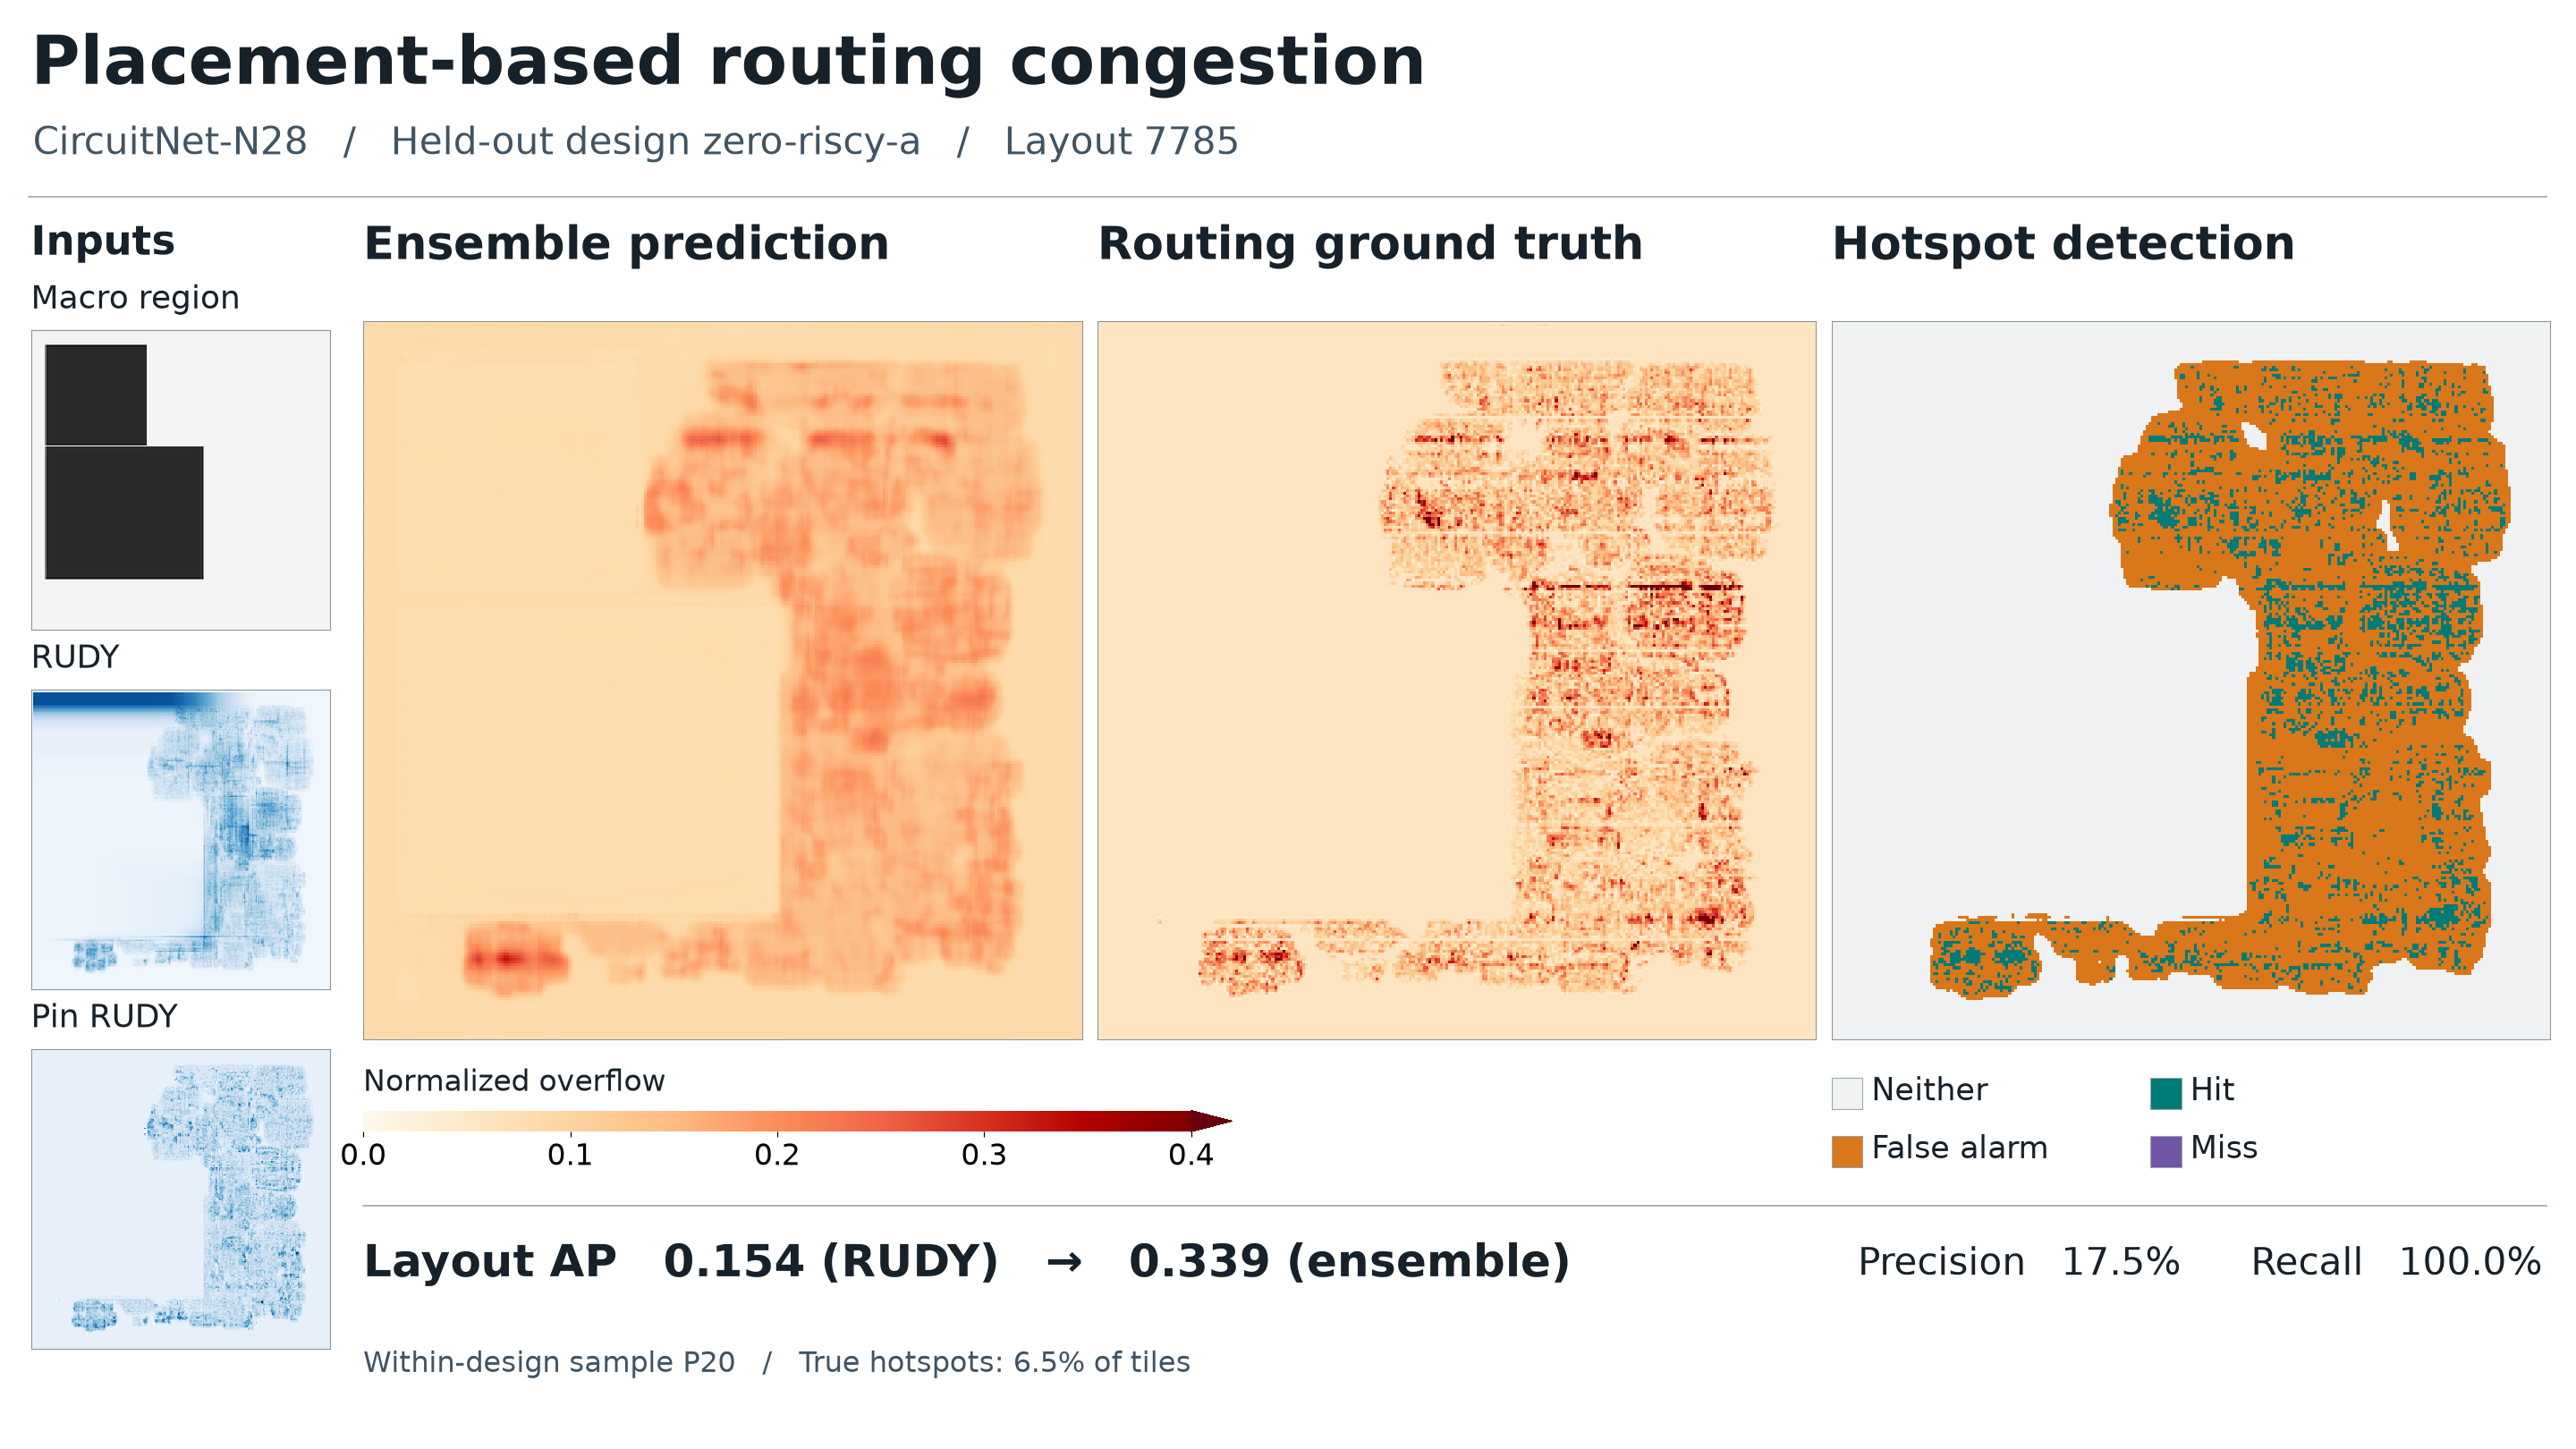 Placement-based routing congestion
CircuitNet-N28 / Held-out design zero-riscy-a / Layout 7785
Inputs
Macro region
RUDY
Pin RUDY
Ensemble prediction
Routing ground truth
Hotspot detection
Normalized overflow
0.0 0.1 0.2 0.3 0.4
Neither
Hit
False alarm
Miss
Layout AP 0.154 (RUDY) → 0.339 (ensemble)
Precision 17.5% Recall 100.0%
Within-design sample P20 / True hotspots: 6.5% of tiles